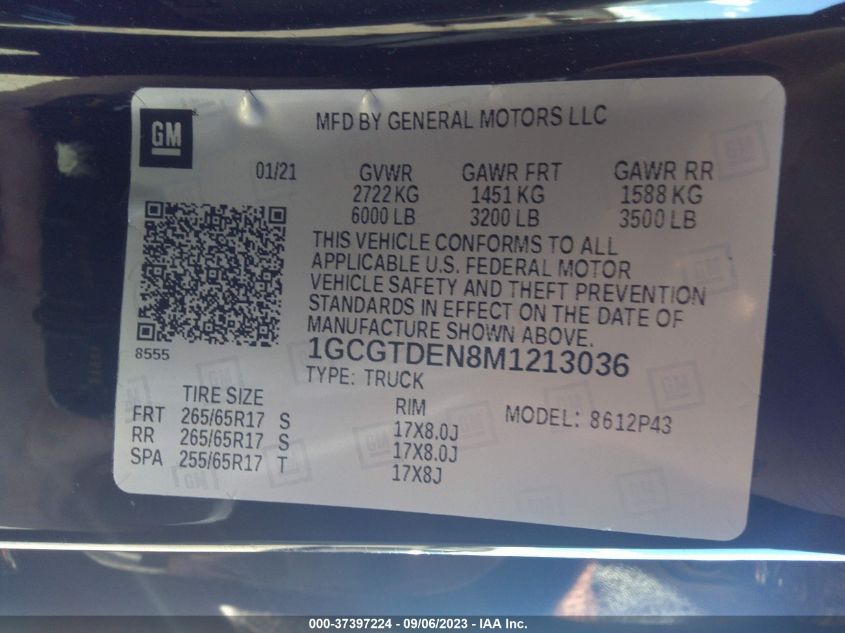 GM
MFD BY GENERAL MOTORS LLC
01/21 GVWR GAWR FRT GAWR RR
2722 KG 1451 KG 1588 KG
6000 LB 3200 LB 3500 LB
THIS VEHICLE CONFORMS TO ALL
APPLICABLE U.S. FEDERAL MOTOR
VEHICLE SAFETY AND THEFT PREVENTION
STANDARDS IN EFFECT ON THE DATE OF
MANUFACTURE SHOWN ABOVE.
8555
1GCGTDEN8M1213036
TYPE: TRUCK
TIRE SIZE RIM MODEL: 8612P43
FRT 265/65R17 S 17X8.0J
RR 265/65R17 S 17X8.0J
SPA 255/65R17 T 17X8J
000-37397224 - 09/06/2023 - IAA Inc.